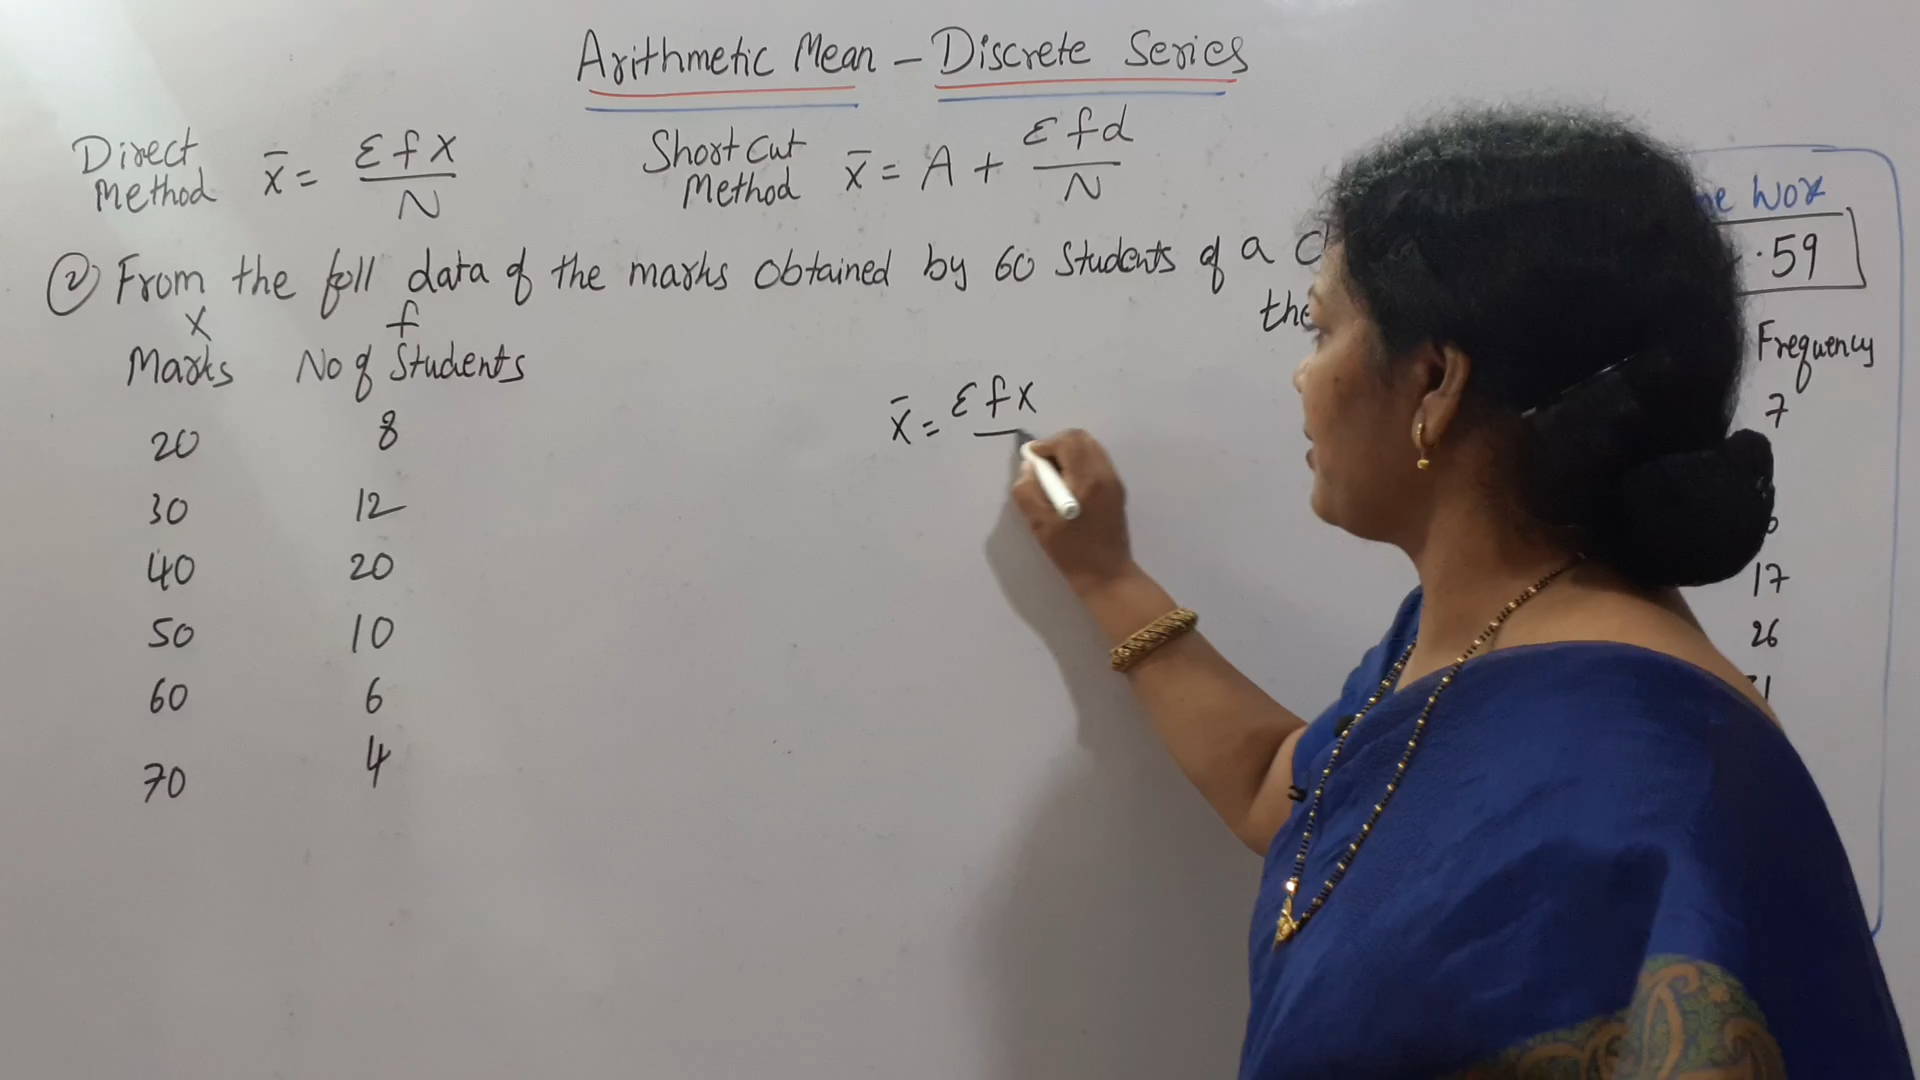 Arithmetic Mean – Discrete Series
Direct Method x̄ = Σfx / N
Short Cut Method x̄ = A + Σfd / N
② From the foll data of the marks obtained by 60 Students of a
the
x f
Marks No of Students
20 8
30 12
40 20
50 10
60 6
70 4
x̄ = Σfx
Work
.59
Frequency
7
17
26